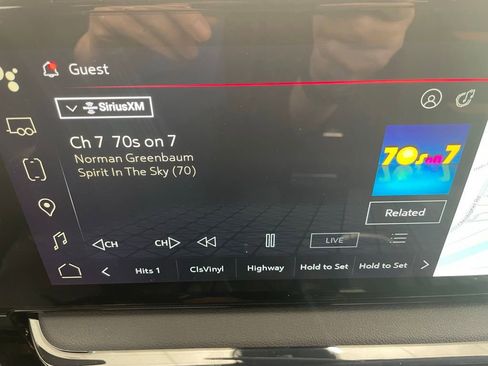 Guest
SiriusXM
Ch 7 70s on 7
Norman Greenbaum
Spirit In The Sky (70)
70s on 7
Related
CH
CH
LIVE
Hits 1
ClsVinyl
Highway
Hold to Set
Hold to Set